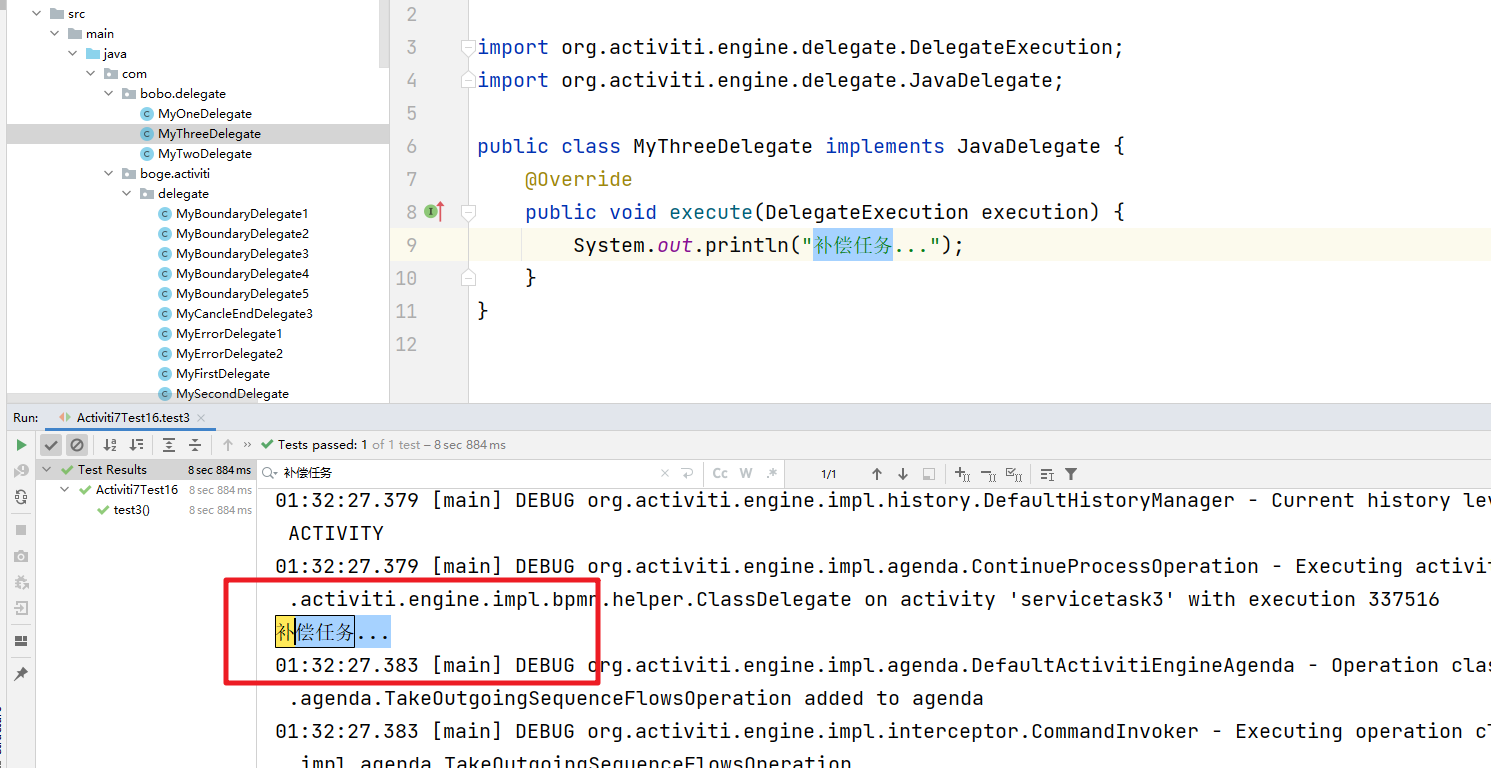 src
main
java
com
bobo.delegate
MyOneDelegate
MyThreeDelegate
MyTwoDelegate
boge.activiti
delegate
MyBoundaryDelegate1
MyBoundaryDelegate2
MyBoundaryDelegate3
MyBoundaryDelegate4
MyBoundaryDelegate5
MyCancleEndDelegate3
MyErrorDelegate1
MyErrorDelegate2
MyFirstDelegate
MySecondDelegate
2
3 import org.activiti.engine.delegate.DelegateExecution;
4 import org.activiti.engine.delegate.JavaDelegate;
5
6 public class MyThreeDelegate implements JavaDelegate {
7 @Override
8 public void execute(DelegateExecution execution) {
9 System.out.println("补偿任务...");
10 }
11 }
12
Run: Activiti7Test16.test3
Tests passed: 1 of 1 test – 8 sec 884 ms
Test Results 8 sec 884 ms
Activiti7Test16 8 sec 884 ms
test3() 8 sec 884 ms
补偿任务 Cc W .* 1/1
01:32:27.379 [main] DEBUG org.activiti.engine.impl.history.DefaultHistoryManager - Current history lev
ACTIVITY
01:32:27.379 [main] DEBUG org.activiti.engine.impl.agenda.ContinueProcessOperation - Executing activit
.activiti.engine.impl.bpmn.helper.ClassDelegate on activity 'servicetask3' with execution 337516
补偿任务...
01:32:27.383 [main] DEBUG org.activiti.engine.impl.agenda.DefaultActivitiEngineAgenda - Operation clas
.agenda.TakeOutgoingSequenceFlowsOperation added to agenda
01:32:27.383 [main] DEBUG org.activiti.engine.impl.interceptor.CommandInvoker - Executing operation cl
.impl.agenda.TakeOutgoingSequenceFlowsOperation